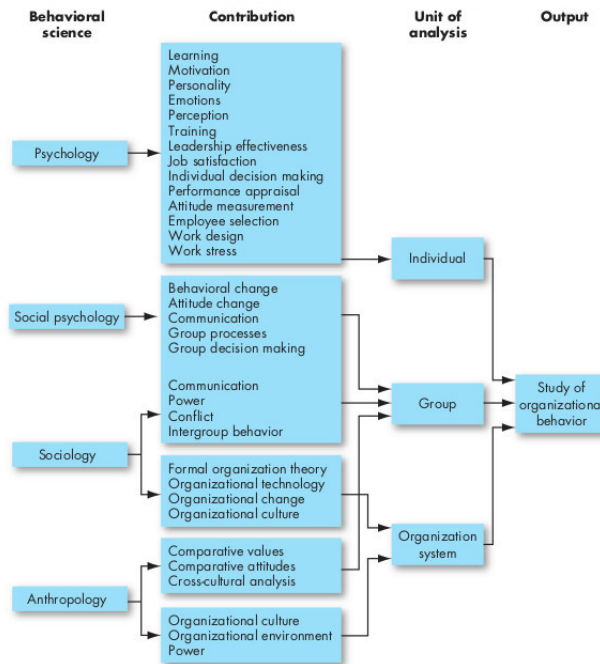 Behavioral
science
Contribution
Unit of
analysis
Output
Psychology
Learning
Motivation
Personality
Emotions
Perception
Training
Leadership effectiveness
Job satisfaction
Individual decision making
Performance appraisal
Attitude measurement
Employee selection
Work design
Work stress
Individual
Social psychology
Behavioral change
Attitude change
Communication
Group processes
Group decision making
Communication
Power
Conflict
Intergroup behavior
Group
Study of
organizational
behavior
Sociology
Formal organization theory
Organizational technology
Organizational change
Organizational culture
Organization
system
Anthropology
Comparative values
Comparative attitudes
Cross-cultural analysis
Organizational culture
Organizational environment
Power